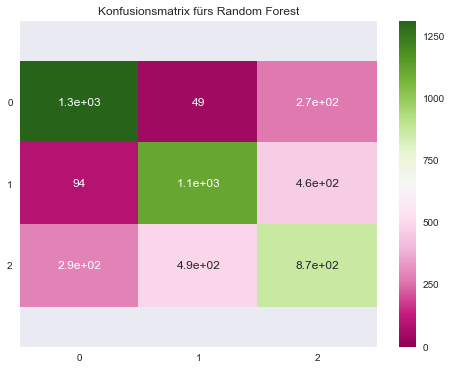 Konfusionsmatrix fürs Random Forest
0 1.3e+03 49 2.7e+02
1 94 1.1e+03 4.6e+02
2 2.9e+02 4.9e+02 8.7e+02
0 1 2
1250
1000
750
500
250
0